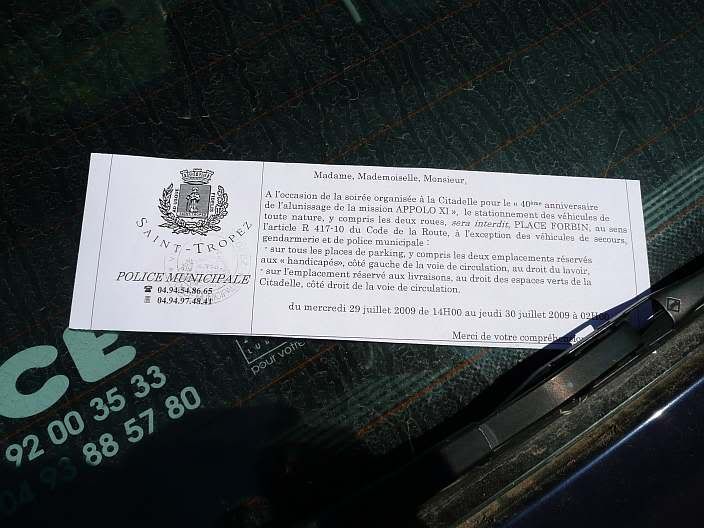 Madame, Mademoiselle, Monsieur,
A l'occasion de la soirée organisée à la Citadelle pour le « 40ème anniversaire
de l'alunissage de la mission APPOLO XI », le stationnement des véhicules de
toute nature, y compris les deux roues, sera interdit, PLACE FORBIN, au sens
l'article R 417-10 du Code de la Route, à l'exception des véhicules de secours,
gendarmerie et de police municipale :
- sur tous les places de parking, y compris les deux emplacements réservés
aux « handicapés», côté gauche de la voie de circulation, au droit du lavoir,
- sur l'emplacement réservé aux livraisons, au droit des espaces verts de la
Citadelle, côté droit de la voie de circulation.
du mercredi 29 juillet 2009 de 14H00 au jeudi 30 juillet 2009 à 02H00
Merci de votre compréhension
SAINT-TROPEZ
POLICE MUNICIPALE
☎ 04.94.54.86.65
04.94.97.48.41
CE
pour votre
92 00 35 33
04 93 88 57 80